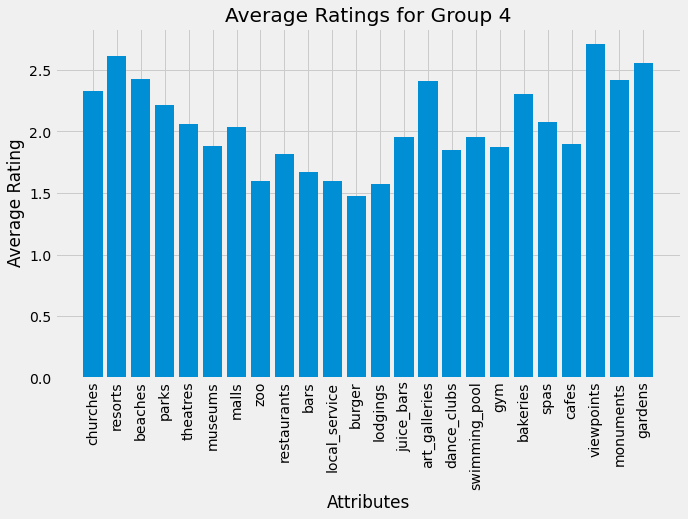 Average Ratings for Group 4
Average Rating
2.5
2.0
1.5
1.0
0.5
0.0
churches
resorts
beaches
parks
theatres
museums
malls
zoo
restaurants
bars
local_service
burger
lodgings
juice_bars
art_galleries
dance_clubs
swimming_pool
gym
bakeries
spas
cafes
viewpoints
monuments
gardens
Attributes